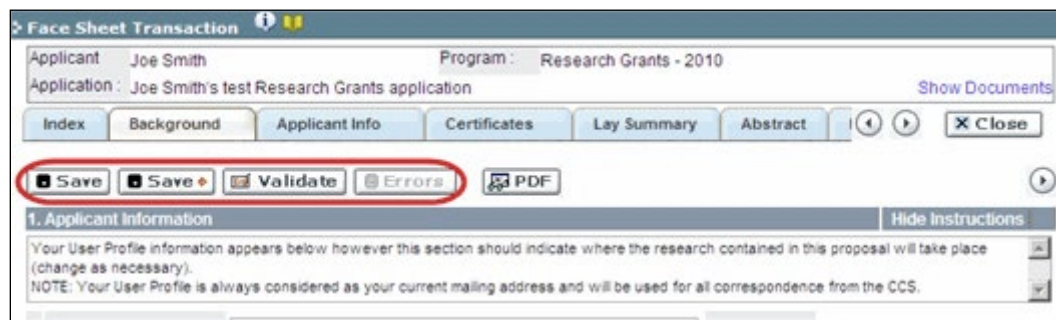 Face Sheet Transaction
Applicant Joe Smith Program : Research Grants - 2010
Application : Joe Smith's test Research Grants application Show Documents
Index Background Applicant Info Certificates Lay Summary Abstract Close
Save Save Validate Errors PDF
1. Applicant Information Hide Instructions
Your User Profile information appears below however this section should indicate where the research contained in this proposal will take place
(change as necessary).
NOTE: Your User Profile is always considered as your current mailing address and will be used for all correspondence from the CCS.